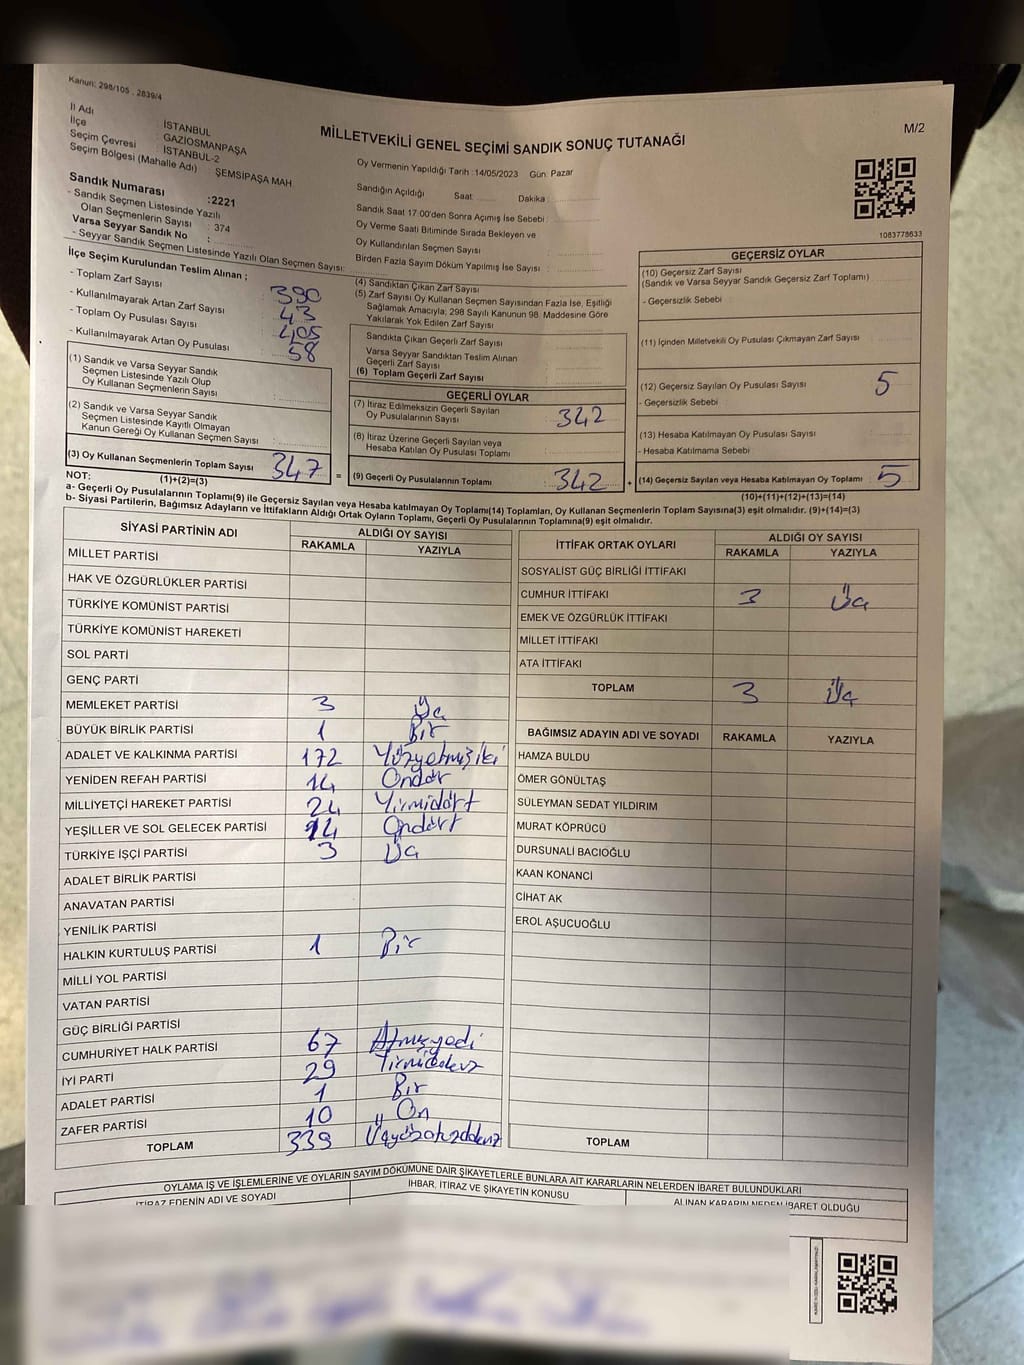 Kanun: 298/105 , 2839/4
M/2
İl Adı : İSTANBUL
İlçe : GAZİOSMANPAŞA
Seçim Çevresi : İSTANBUL-2
Seçim Bölgesi (Mahalle Adı) : ŞEMSİPAŞA MAH.
MİLLETVEKİLİ GENEL SEÇİMİ SANDIK SONUÇ TUTANAĞI
Sandık Numarası :2221
- Sandık Seçmen Listesinde Yazılı
Olan Seçmenlerin Sayısı : 374
Varsa Seyyar Sandık No :
- Seyyar Sandık Seçmen Listesinde Yazılı Olan Seçmen Sayısı:
Oy Vermenin Yapıldığı Tarih :14/05/2023 Gün: Pazar
Sandığın Açıldığı Saat: Dakika:
Sandık Saat 17:00'den Sonra Açımış İse Sebebi :
Oy Verme Saati Bitiminde Sırada Bekleyen ve
Oy Kullandırılan Seçmen Sayısı
Birden Fazla Sayım Döküm Yapılmış İse Sayısı :
1083778633
İlçe Seçim Kurulundan Teslim Alınan ;
- Toplam Zarf Sayısı : 390
- Kullanılmayarak Artan Zarf Sayısı : 43
- Toplam Oy Pusulası Sayısı : 405
- Kullanılmayarak Artan Oy Pusulası : 58
(1) Sandık ve Varsa Seyyar Sandık
Seçmen Listesinde Yazılı Olup
Oy Kullanan Seçmenlerin Sayısı :
(2) Sandık ve Varsa Seyyar Sandık
Seçmen Listesinde Kayıtlı Olmayan
Kanun Gereği Oy Kullanan Seçmen Sayısı :
(3) Oy Kullanan Seçmenlerin Toplam Sayısı 347
(1)+(2)=(3)
(4) Sandıktan Çıkan Zarf Sayısı
(5) Zarf Sayısı Oy Kullanan Seçmen Sayısından Fazla İse, Eşitliği
Sağlamak Amacıyla, 298 Sayılı Kanunun 98. Maddesine Göre
Yakılarak Yok Edilen Zarf Sayısı
Sandıkta Çıkan Geçerli Zarf Sayısı
Varsa Seyyar Sandıktan Teslim Alınan
Geçerli Zarf Sayısı
(6) Toplam Geçerli Zarf Sayısı
GEÇERLİ OYLAR
(7) İtiraz Edilmeksizin Geçerli Sayılan
Oy Pusulalarının Sayısı : 342
(8) İtiraz Üzerine Geçerli Sayılan veya
Hesaba Katılan Oy Pusulası Toplamı
= (9) Geçerli Oy Pusulalarının Toplamı 342 +
GEÇERSİZ OYLAR
(10) Geçersiz Zarf Sayısı
(Sandık ve Varsa Seyyar Sandık Geçersiz Zarf Toplamı)
- Geçersizlik Sebebi
(11) İçinden Milletvekili Oy Pusulası Çıkmayan Zarf Sayısı
(12) Geçersiz Sayılan Oy Pusulası Sayısı : 5
- Geçersizlik Sebebi
(13) Hesaba Katılmayan Oy Pusulası Sayısı :
- Hesaba Katılmama Sebebi
(14) Geçersiz Sayılan veya Hesaba Katılmayan Oy Toplamı : 5
(10)+(11)+(12)+(13)=(14)
NOT:
a- Geçerli Oy Pusulalarının Toplamı(9) ile Geçersiz Sayılan veya Hesaba katılmayan Oy Toplamı(14) Toplamları, Oy Kullanan Seçmenlerin Toplam Sayısına(3) eşit olmalıdır. (9)+(14)=(3)
b- Siyasi Partilerin, Bağımsız Adayların ve İttifakların Aldığı Ortak Oyların Toplamı, Geçerli Oy Pusulalarının Toplamına(9) eşit olmalıdır.
SİYASİ PARTİNİN ADI ALDIĞI OY SAYISI
RAKAMLA YAZIYLA
MİLLET PARTİSİ
HAK VE ÖZGÜRLÜKLER PARTİSİ
TÜRKİYE KOMÜNİST PARTİSİ
TÜRKİYE KOMÜNİST HAREKETİ
SOL PARTİ
GENÇ PARTİ
MEMLEKET PARTİSİ 3 Üç
BÜYÜK BİRLİK PARTİSİ 1 Bir
ADALET VE KALKINMA PARTİSİ 172 Yüzyetmişiki
YENİDEN REFAH PARTİSİ 14 Ondört
MİLLİYETÇİ HAREKET PARTİSİ 24 Yirmidört
YEŞİLLER VE SOL GELECEK PARTİSİ 14 Ondört
TÜRKİYE İŞÇİ PARTİSİ 3 Üç
ADALET BİRLİK PARTİSİ
ANAVATAN PARTİSİ
YENİLİK PARTİSİ
HALKIN KURTULUŞ PARTİSİ 1 Bir
MİLLİ YOL PARTİSİ
VATAN PARTİSİ
GÜÇ BİRLİĞİ PARTİSİ
CUMHURİYET HALK PARTİSİ 67 Atmışyedi
İYİ PARTİ 29
ADALET PARTİSİ 1 Bir
ZAFER PARTİSİ 10 On
TOPLAM 339
İTTİFAK ORTAK OYLARI ALDIĞI OY SAYISI
RAKAMLA YAZIYLA
SOSYALİST GÜÇ BİRLİĞİ İTTİFAKI
CUMHUR İTTİFAKI 3 Üç
EMEK VE ÖZGÜRLÜK İTTİFAKI
MİLLET İTTİFAKI
ATA İTTİFAKI
TOPLAM 3 Üç
BAĞIMSIZ ADAYIN ADI VE SOYADI RAKAMLA YAZIYLA
HAMZA BULDU
ÖMER GÖNÜLTAŞ
SÜLEYMAN SEDAT YILDIRIM
MURAT KÖPRÜCÜ
DURSUNALİ BACIOĞLU
KAAN KONANCİ
CİHAT AK
EROL AŞUCUOĞLU
TOPLAM
OYLAMA İŞ VE İŞLEMLERİNE VE OYLARIN SAYIM DÖKÜMÜNE DAİR ŞİKAYETLERLE BUNLARA AİT KARARLARIN NELERDEN İBARET BULUNDUKLARI
İTİRAZ EDENİN ADI VE SOYADI İHBAR, İTİRAZ VE ŞİKAYETİN KONUSU ALINAN KARARIN NEDEN İBARET OLDUĞU